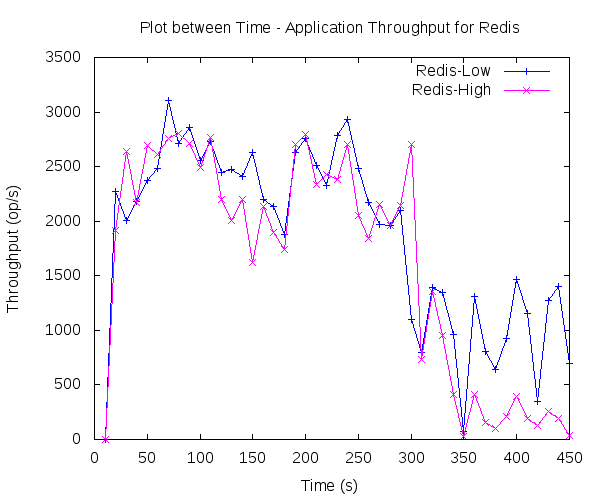 Plot between Time - Application Throughput for Redis
3500
3000
2500
2000
1500
1000
500
0
Throughput (op/s)
Redis-Low
Redis-High
0 50 100 150 200 250 300 350 400 450
Time (s)